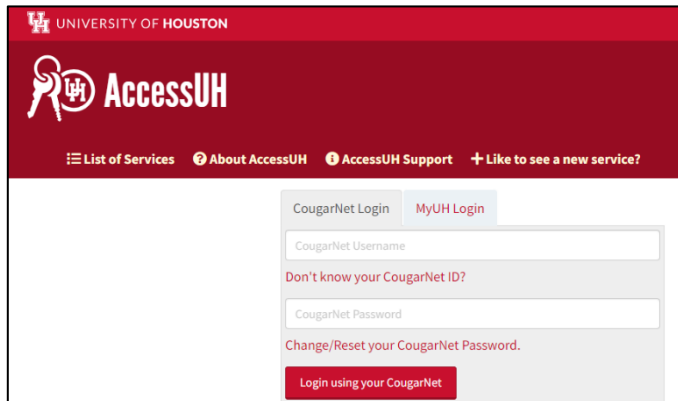 UH UNIVERSITY OF HOUSTON
UH AccessUH
List of Services About AccessUH AccessUH Support Like to see a new service?
CougarNet Login MyUH Login
CougarNet Username
Don't know your CougarNet ID?
CougarNet Password
Change/Reset your CougarNet Password.
Login using your CougarNet